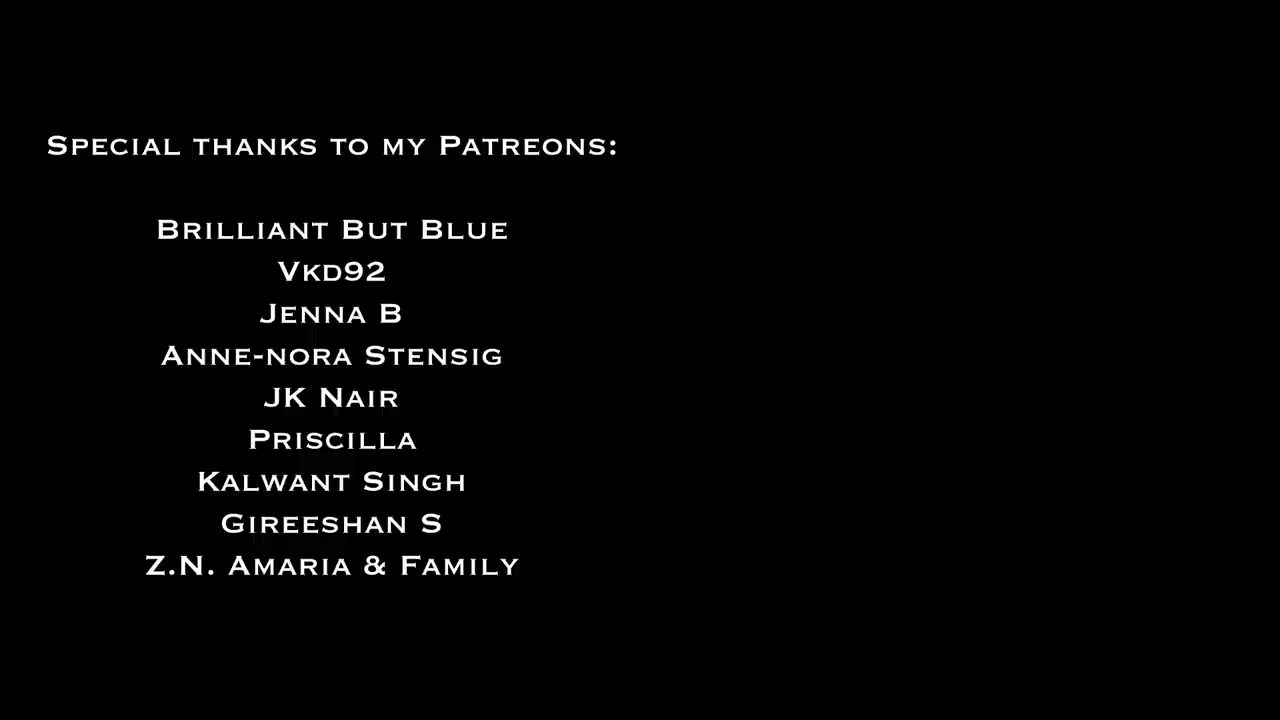 Special thanks to my Patreons:
Brilliant But Blue
Vkd92
Jenna B
Anne-nora Stensig
JK Nair
Priscilla
Kalwant Singh
Gireeshan S
Z.N. Amaria & Family